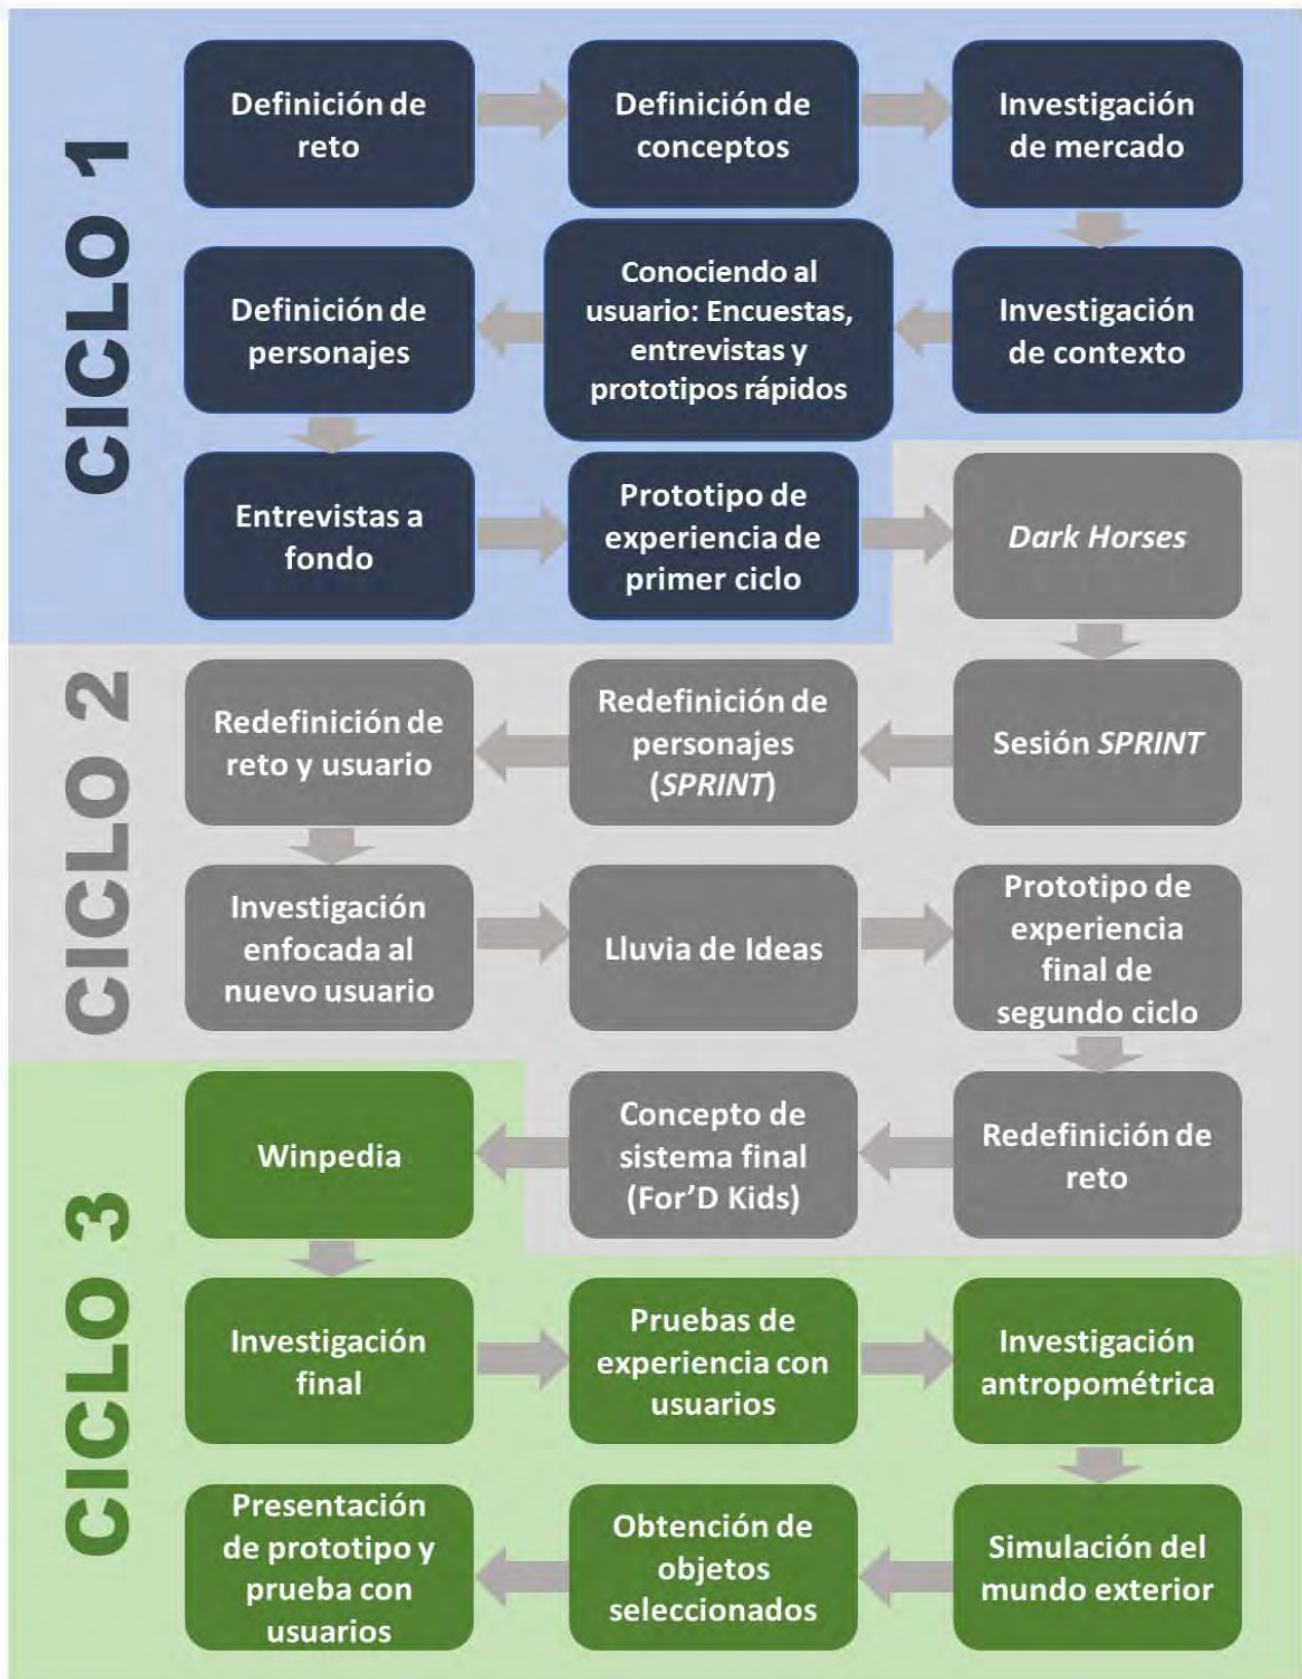 CICLO 1
Definición de
reto
Definición de
conceptos
Investigación
de mercado
Definición de
personajes
Conociendo al
usuario: Encuestas,
entrevistas y
prototipos rápidos
Investigación
de contexto
Entrevistas a
fondo
Prototipo de
experiencia de
primer ciclo
Dark Horses
CICLO 2
Redefinición de
reto y usuario
Redefinición de
personajes
(SPRINT)
Sesión SPRINT
Investigación
enfocada al
nuevo usuario
Lluvia de Ideas
Prototipo de
experiencia
final de
segundo ciclo
CICLO 3
Winpedia
Concepto de
sistema final
(For’D Kids)
Redefinición de
reto
Investigación
final
Pruebas de
experiencia con
usuarios
Investigación
antropométrica
Presentación
de prototipo y
prueba con
usuarios
Obtención de
objetos
seleccionados
Simulación del
mundo exterior